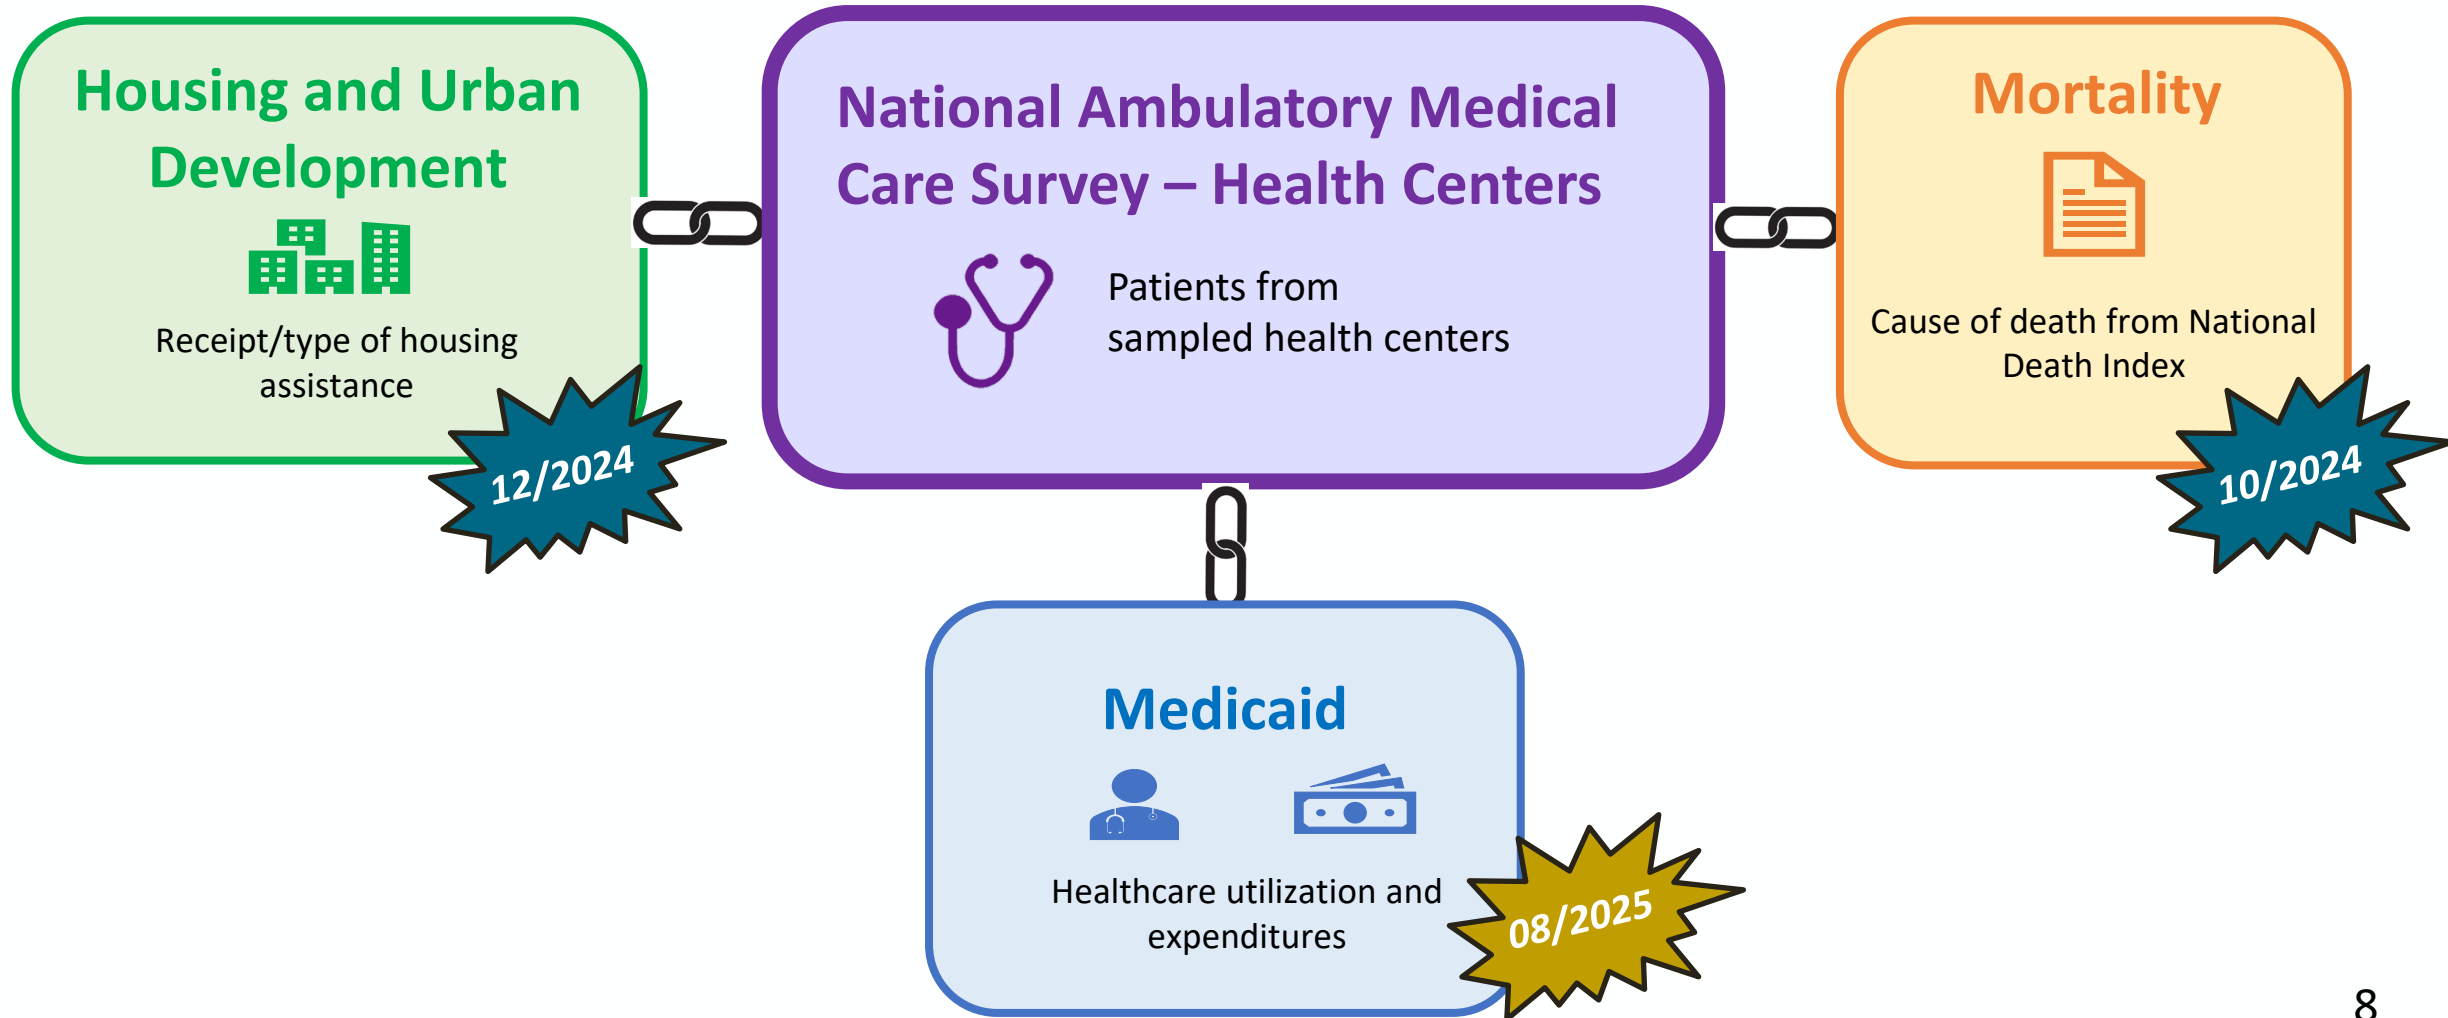 Housing and Urban
Development
Receipt/type of housing
assistance
12/2024
National Ambulatory Medical
Care Survey – Health Centers
Patients from
sampled health centers
Mortality
Cause of death from National
Death Index
10/2024
Medicaid
Healthcare utilization and
expenditures
08/2025
8